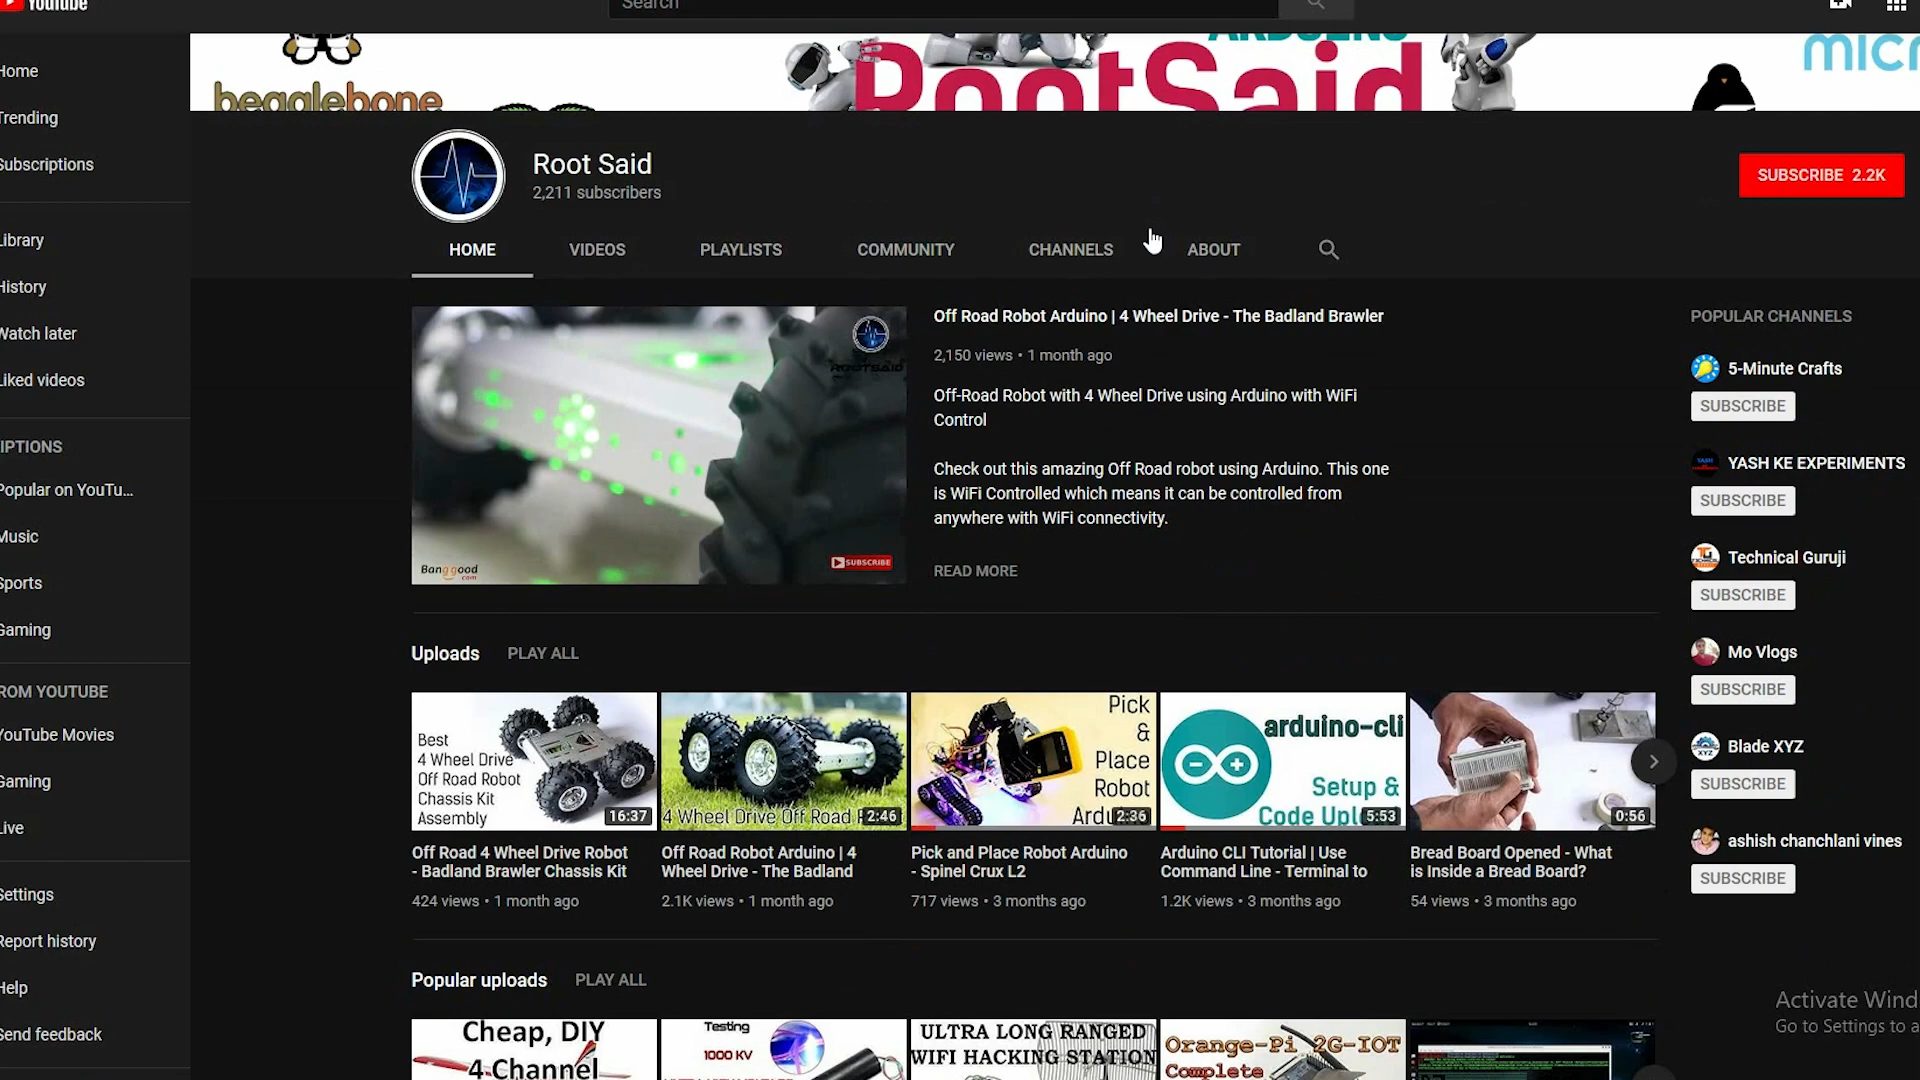 YouTube
Search
Home
Trending
Subscriptions
Library
History
Watch later
Liked videos
IPTIONS
Popular on YouTu...
Music
Sports
Gaming
ROM YOUTUBE
YouTube Movies
Gaming
Live
Settings
Report history
Help
Send feedback
beaglebone
ARDUINO
RootSaid
micr
Root Said
2,211 subscribers
SUBSCRIBE 2.2K
HOME
VIDEOS
PLAYLISTS
COMMUNITY
CHANNELS
ABOUT
ROOTSAID
Banggood
.com
SUBSCRIBE
Off Road Robot Arduino | 4 Wheel Drive - The Badland Brawler
2,150 views • 1 month ago
Off-Road Robot with 4 Wheel Drive using Arduino with WiFi
Control
Check out this amazing Off Road robot using Arduino. This one
is WiFi Controlled which means it can be controlled from
anywhere with WiFi connectivity.
READ MORE
Uploads PLAY ALL
Best
4 Wheel Drive
Off Road Robot
Chassis Kit
Assembly
16:37
Off Road 4 Wheel Drive Robot
- Badland Brawler Chassis Kit
424 views • 1 month ago
4 Wheel Drive Off Road
2:46
Off Road Robot Arduino | 4
Wheel Drive - The Badland
2.1K views • 1 month ago
Pick
&
Place
Robot
Ardu
2:36
Pick and Place Robot Arduino
- Spinel Crux L2
717 views • 3 months ago
arduino-cli
Setup &
Code Uplo
5:53
Arduino CLI Tutorial | Use
Command Line - Terminal to
1.2K views • 3 months ago
0:56
Bread Board Opened - What
is Inside a Bread Board?
54 views • 3 months ago
Popular uploads PLAY ALL
Cheap, DIY
4 Channel
Testing
1000 KV
ULTRA LONG RANGED
WIFI HACKING STATION
Orange-Pi 2G-IOT
Complete
POPULAR CHANNELS
5-Minute Crafts
SUBSCRIBE
YASH KE EXPERIMENTS
SUBSCRIBE
Technical Guruji
SUBSCRIBE
Mo Vlogs
SUBSCRIBE
XYZ
Blade XYZ
SUBSCRIBE
ashish chanchlani vines
SUBSCRIBE
Activate Wind
Go to Settings to a